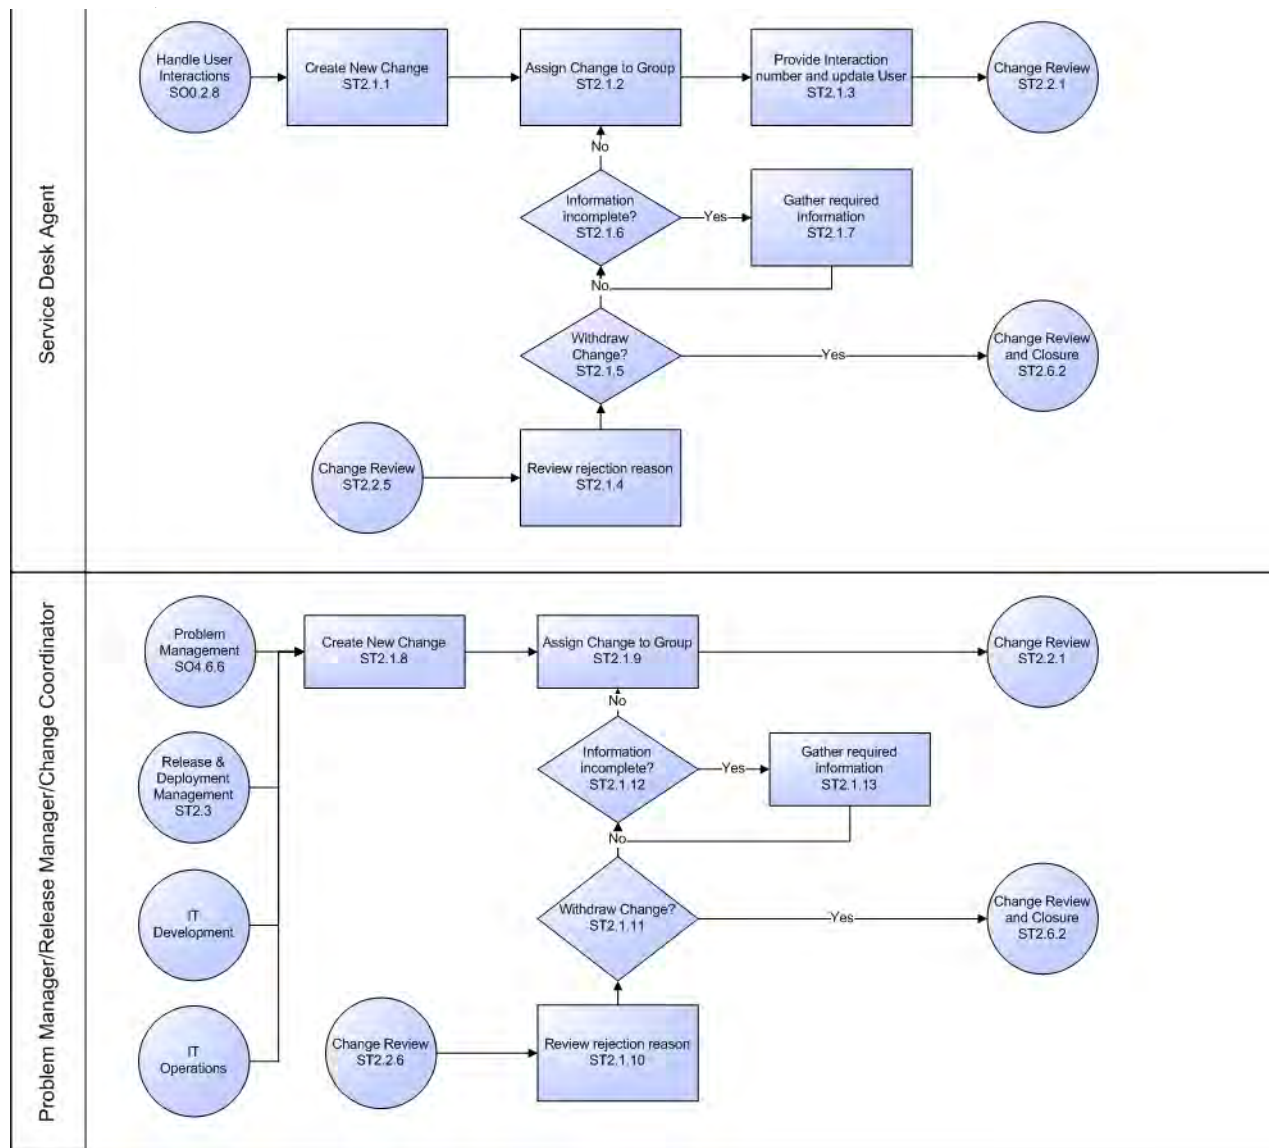 Service Desk Agent
Handle User
Interactions
SO0.2.8
Create New Change
ST2.1.1
Assign Change to Group
ST2.1.2
Provide Interaction
number and update User
ST2.1.3
Change Review
ST2.2.1
No
Information
incomplete?
ST2.1.6
Yes
Gather required
information
ST2.1.7
No
Withdraw
Change?
ST2.1.5
Yes
Change Review
and Closure
ST2.6.2
Change Review
ST2.2.5
Review rejection reason
ST2.1.4
Problem Manager/Release Manager/Change Coordinator
Problem
Management
SO4.6.6
Create New Change
ST2.1.8
Assign Change to Group
ST2.1.9
Change Review
ST2.2.1
No
Release &
Deployment
Management
ST2.3
Information
incomplete?
ST2.1.12
Yes
Gather required
information
ST2.1.13
No
IT
Development
Withdraw Change?
ST2.1.11
Yes
Change Review
and Closure
ST2.6.2
IT
Operations
Change Review
ST2.2.6
Review rejection reason
ST2.1.10